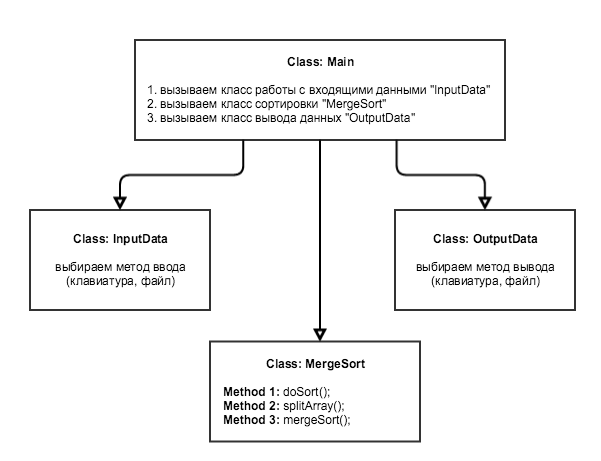 Class: Main
1. вызываем класс работы с входящими данными "InputData"
2. вызываем класс сортировки "MergeSort"
3. вызываем класс вывода данных "OutputData"
Class: InputData
выбираем метод ввода
(клавиатура, файл)
Class: OutputData
выбираем метод вывода
(клавиатура, файл)
Class: MergeSort
Method 1: doSort();
Method 2: splitArray();
Method 3: mergeSort();